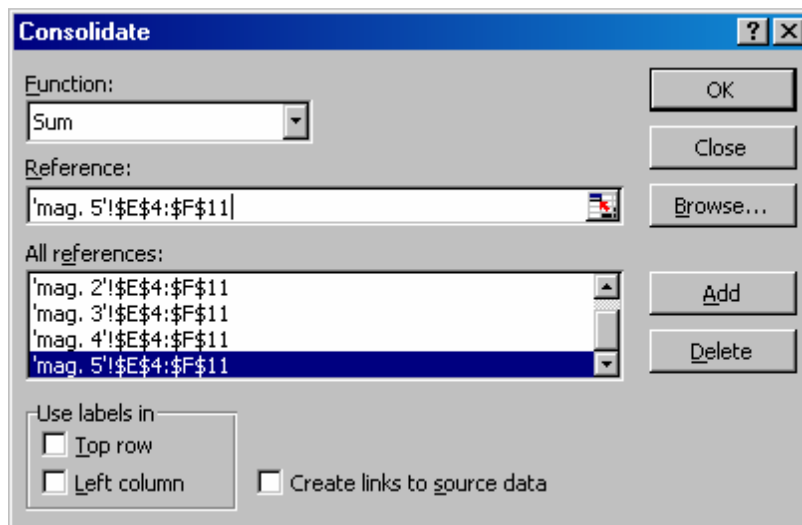 Consolidate
Function:
Sum
Reference:
'mag. 5'!$E$4:$F$11
All references:
'mag. 2'!$E$4:$F$11
'mag. 3'!$E$4:$F$11
'mag. 4'!$E$4:$F$11
'mag. 5'!$E$4:$F$11
Use labels in
Top row
Left column
Create links to source data
OK
Close
Browse...
Add
Delete